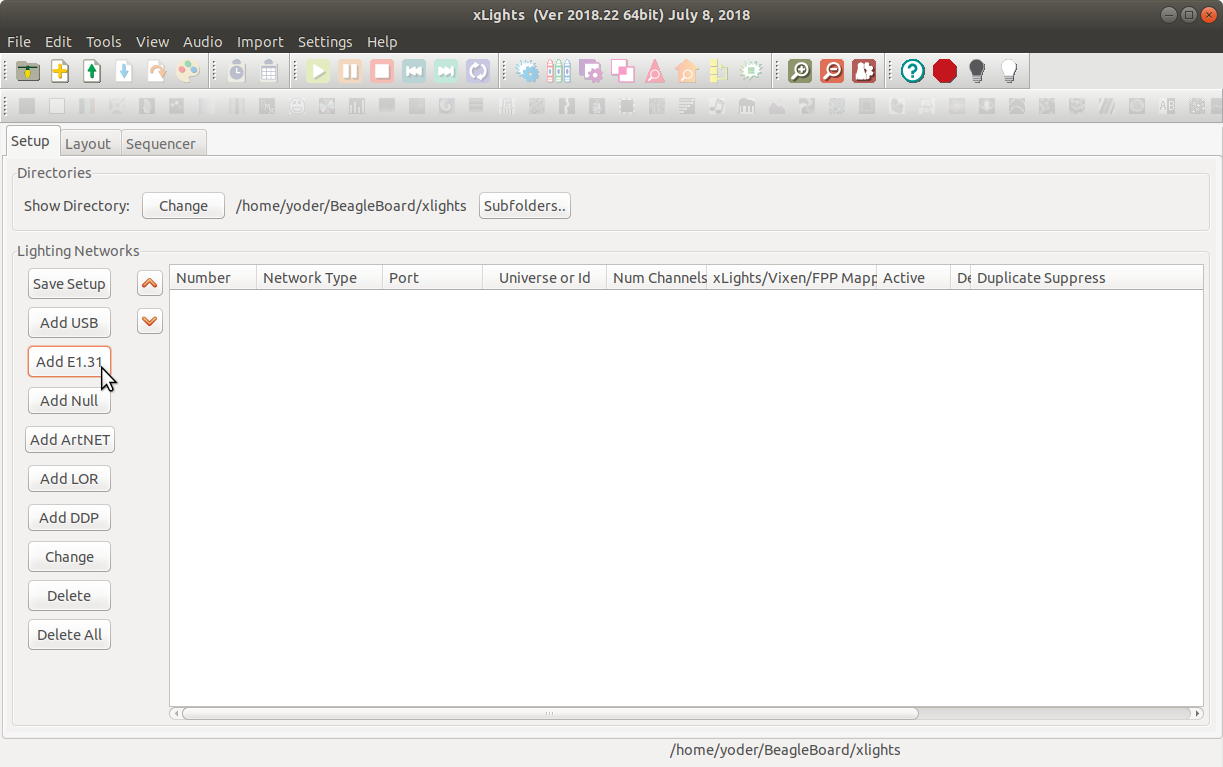 xLights (Ver 2018.22 64bit) July 8, 2018
File Edit Tools View Audio Import Settings Help
AB
Setup Layout Sequencer
Directories
Show Directory: Change /home/yoder/BeagleBoard/xlights Subfolders..
Lighting Networks
Save Setup
Number Network Type Port Universe or Id Num Channels xLights/Vixen/FPP Mapp Active De Duplicate Suppress
Add USB
Add E1.31
Add Null
Add ArtNET
Add LOR
Add DDP
Change
Delete
Delete All
/home/yoder/BeagleBoard/xlights